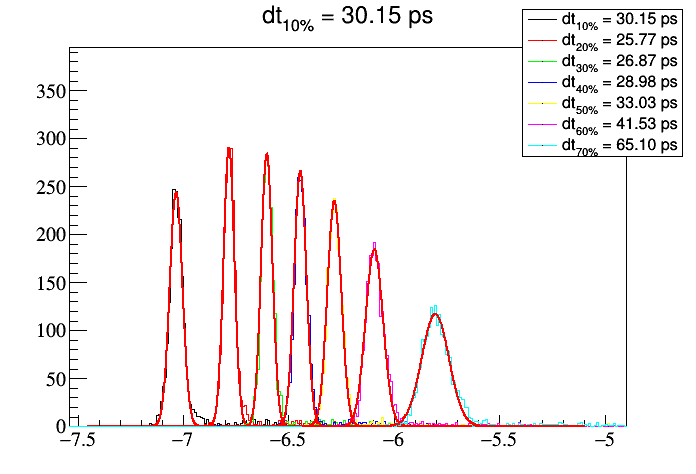 dt10% = 30.15 ps
dt10% = 30.15 ps
dt20% = 25.77 ps
dt30% = 26.87 ps
dt40% = 28.98 ps
dt50% = 33.03 ps
dt60% = 41.53 ps
dt70% = 65.10 ps
350
300
250
200
150
100
50
0
−7.5 −7 −6.5 −6 −5.5 −5